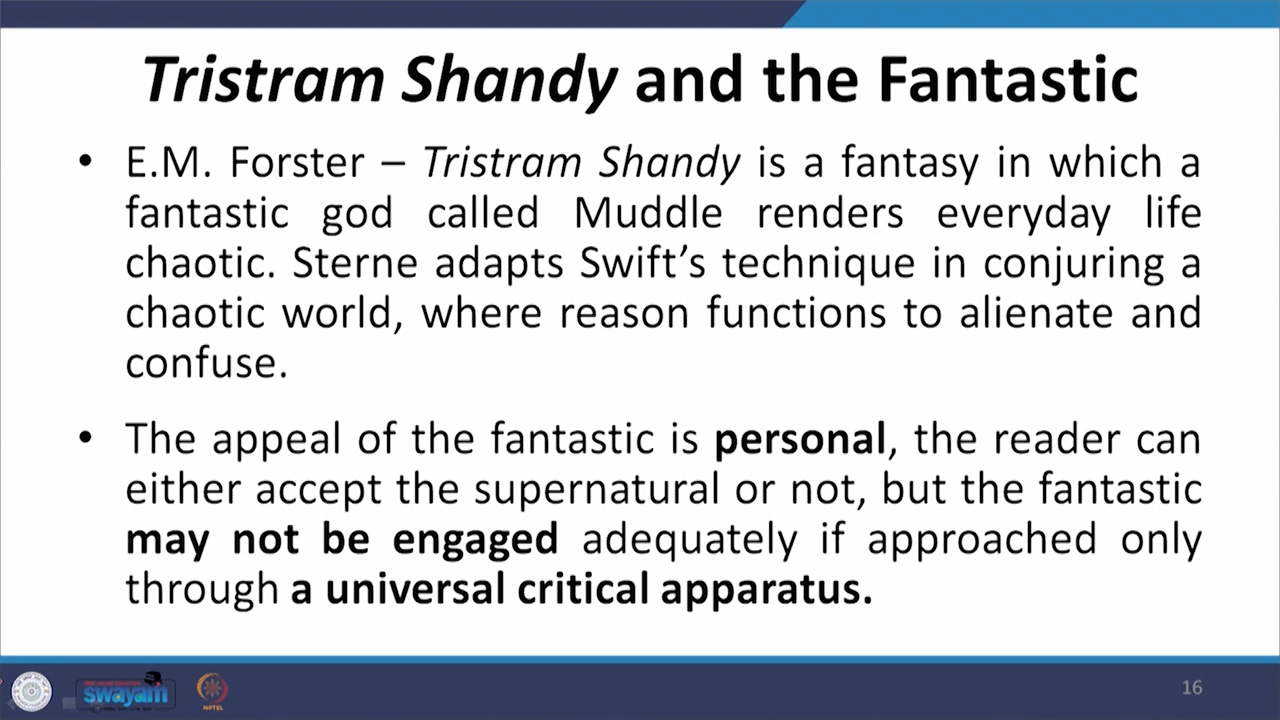 Tristram Shandy and the Fantastic
• E.M. Forster – Tristram Shandy is a fantasy in which a
fantastic god called Muddle renders everyday life
chaotic. Sterne adapts Swift’s technique in conjuring a
chaotic world, where reason functions to alienate and
confuse.
• The appeal of the fantastic is personal, the reader can
either accept the supernatural or not, but the fantastic
may not be engaged adequately if approached only
through a universal critical apparatus.
swayam
NPTEL
16